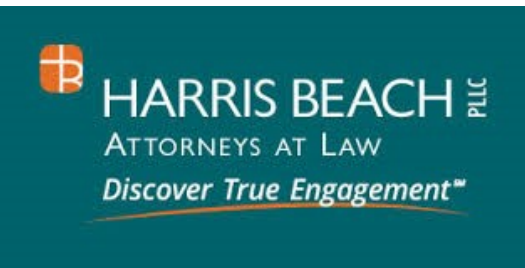 HARRIS BEACH PLLC
ATTORNEYS AT LAW
Discover True Engagement℠